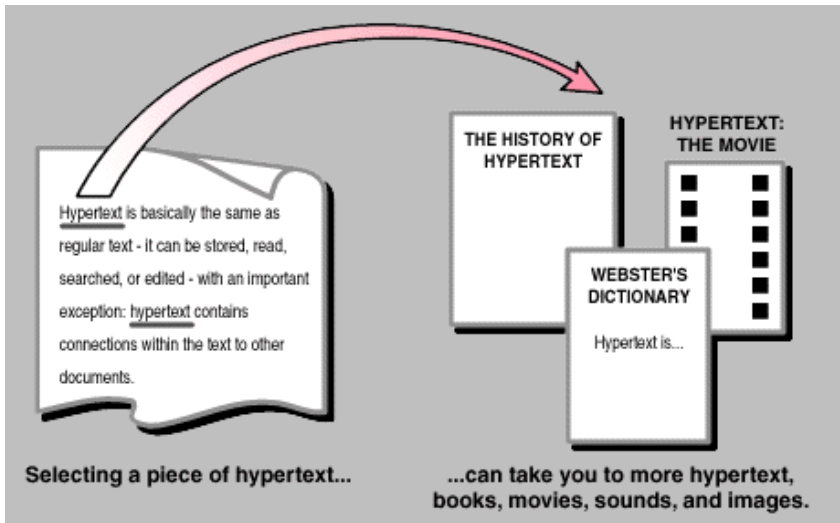 Hypertext is basically the same as
regular text - it can be stored, read,
searched, or edited - with an important
exception: hypertext contains
connections within the text to other
documents.
Selecting a piece of hypertext...
THE HISTORY OF
HYPERTEXT
HYPERTEXT:
THE MOVIE
WEBSTER'S
DICTIONARY
Hypertext is...
...can take you to more hypertext,
books, movies, sounds, and images.